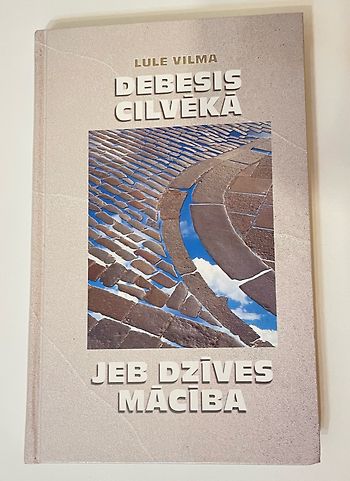 LULE VILMA
DEBESIS
CILVĒKĀ
JEB DZĪVES
MĀCĪBA